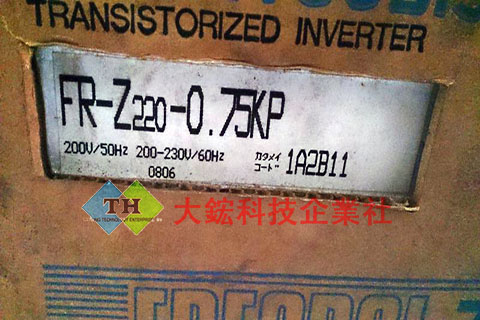 TRANSISTORIZED INVERTER
FR-Z220-0.75KP
200V/50Hz 200-230V/60Hz
カクメイ
コード 1A2B11
0806
TH
大鋐科技企業社